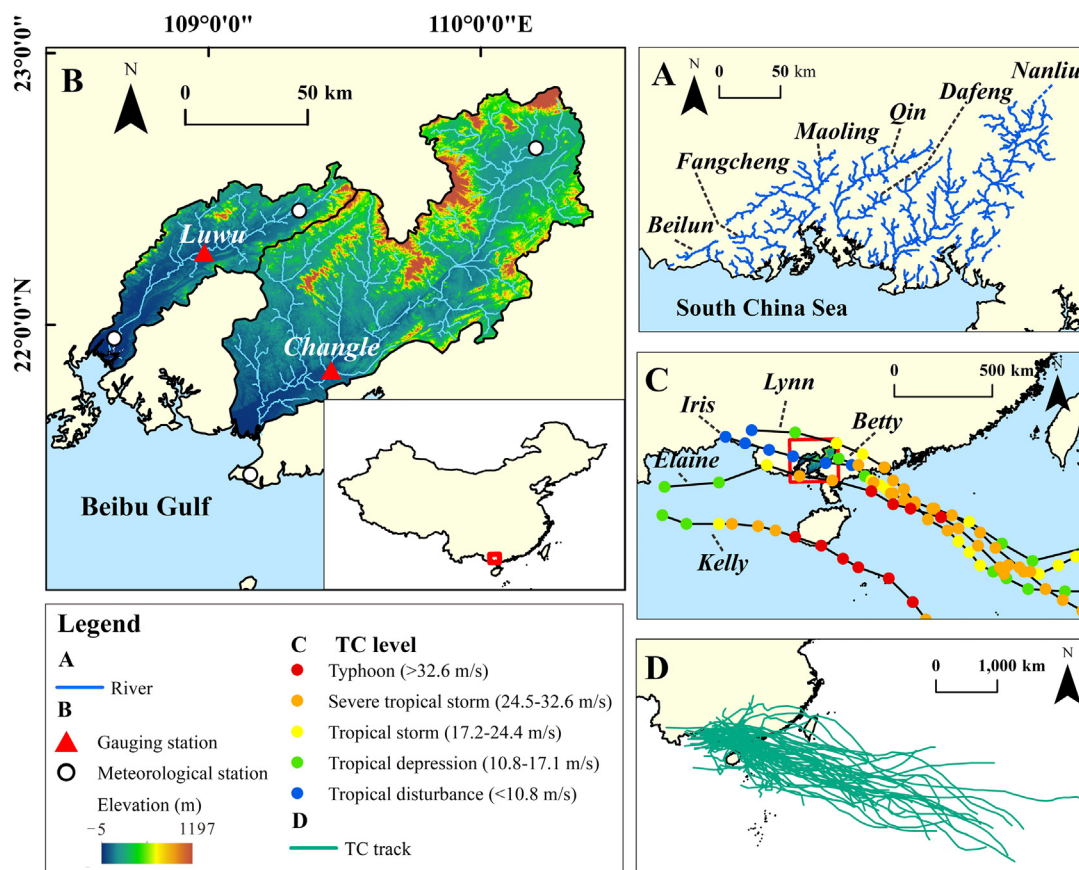 109°0'0"
110°0'0"E
23°0'0"
22°0'0"N
B
N
0
50 km
Luwu
Changle
Beibu Gulf
A
N
0
50 km
Nanliu
Dafeng
Qin
Maoling
Fangcheng
Beilun
South China Sea
C
0
500 km
N
Lynn
Iris
Betty
Elaine
Kelly
Legend
A
River
B
Gauging station
Meteorological station
Elevation (m)
−5
1197
C TC level
Typhoon (>32.6 m/s)
Severe tropical storm (24.5-32.6 m/s)
Tropical storm (17.2-24.4 m/s)
Tropical depression (10.8-17.1 m/s)
Tropical disturbance (<10.8 m/s)
D
TC track
D
0
1,000 km
N